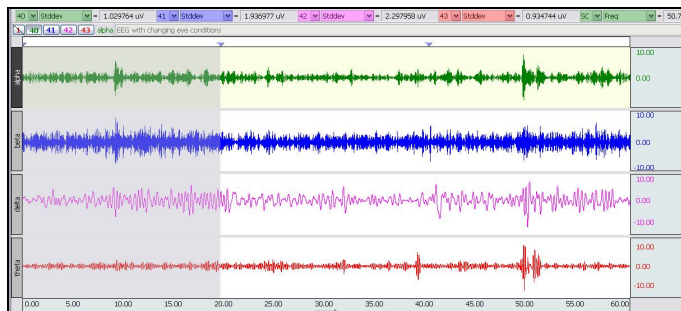 40 Stddev = 1.029764 uV 41 Stddev = 1.936977 uV 42 Stddev = 2.297958 uV 43 Stddev = 0.934744 uV SC Freq = 50.7
40 41 42 43 alpha EEG with changing eye conditions
alpha
10.00
0.00
beta
10.00
0.00
-10.00
delta
10.00
0.00
-10.00
theta
10.00
0.00
-10.00
0.00 5.00 10.00 15.00 20.00 25.00 30.00 35.00 40.00 45.00 50.00 55.00 60.00